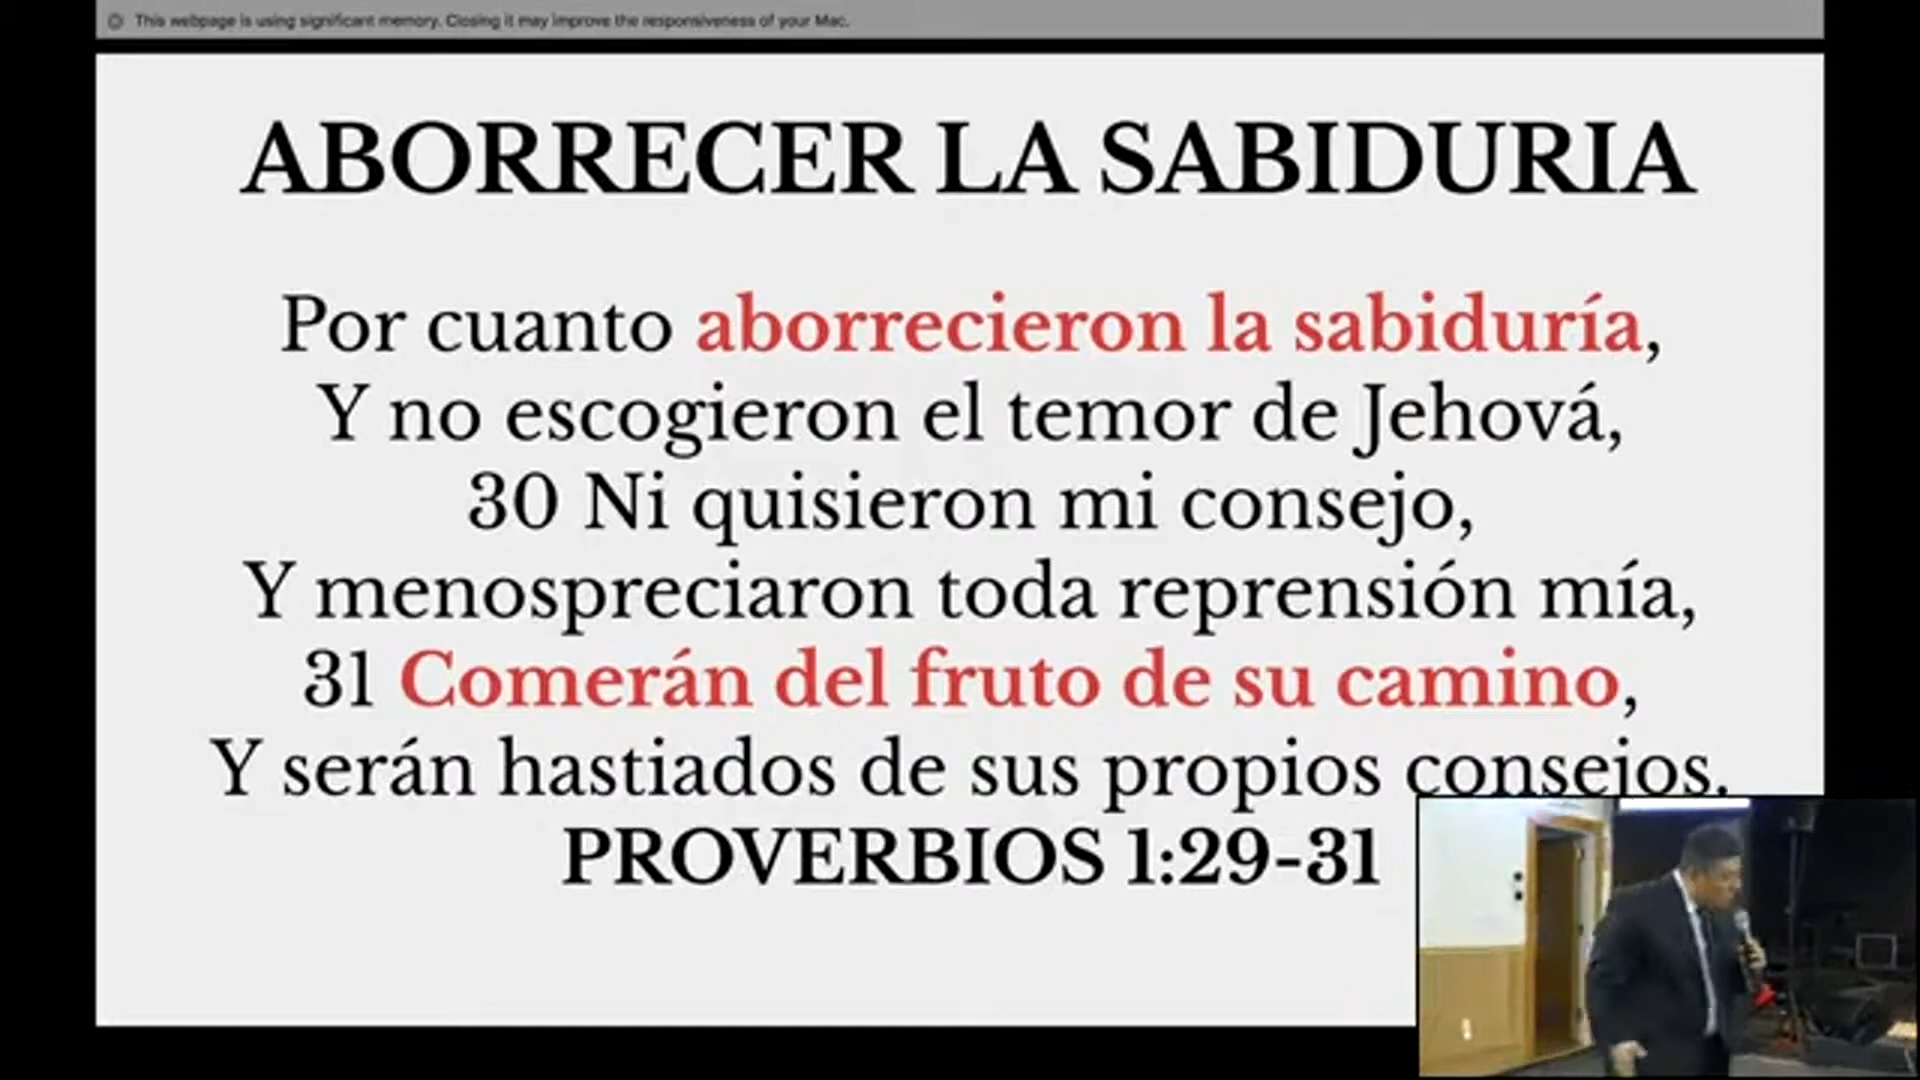 This webpage is using significant memory. Closing it may improve the responsiveness of your Mac.
ABORRECER LA SABIDURIA
Por cuanto aborrecieron la sabiduría,
Y no escogieron el temor de Jehová,
30 Ni quisieron mi consejo,
Y menospreciaron toda reprensión mía,
31 Comerán del fruto de su camino,
Y serán hastiados de sus propios consejos.
PROVERBIOS 1:29-31